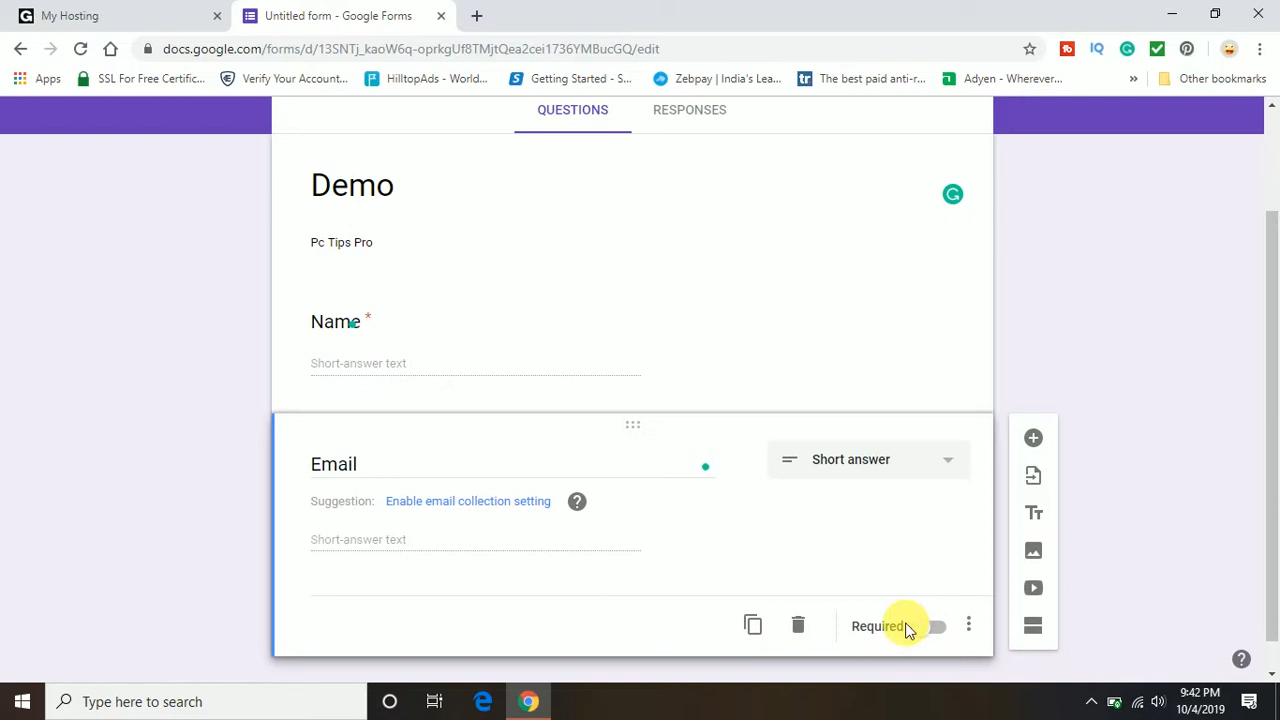 My Hosting
Untitled form - Google Forms
docs.google.com/forms/d/13SNTj_kaoW6q-oprkgUf8TMjtQea2cei1736YMBucGQ/edit
Apps
SSL For Free Certific...
Verify Your Account...
HilltopAds - World...
Getting Started - S...
Zebpay | India's Lea...
The best paid anti-r...
Adyen - Wherever...
»
Other bookmarks
QUESTIONS
RESPONSES
Demo
Pc Tips Pro
Name *
Short-answer text
Email
Short answer
Suggestion: Enable email collection setting
Short-answer text
Required
Type here to search
9:42 PM
10/4/2019